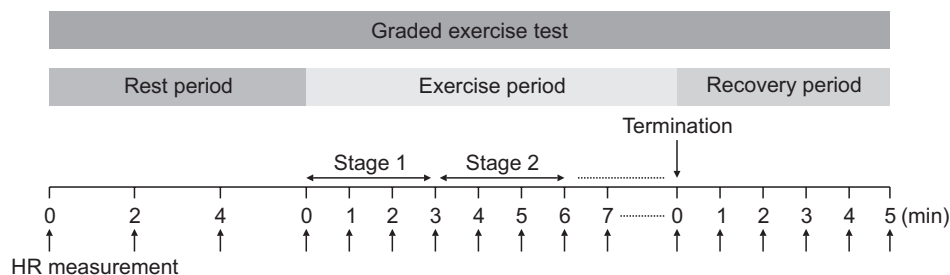 Graded exercise test
Rest period Exercise period Recovery period
Termination
Stage 1 Stage 2
0 2 4 0 1 2 3 4 5 6 7 0 1 2 3 4 5 (min)
HR measurement